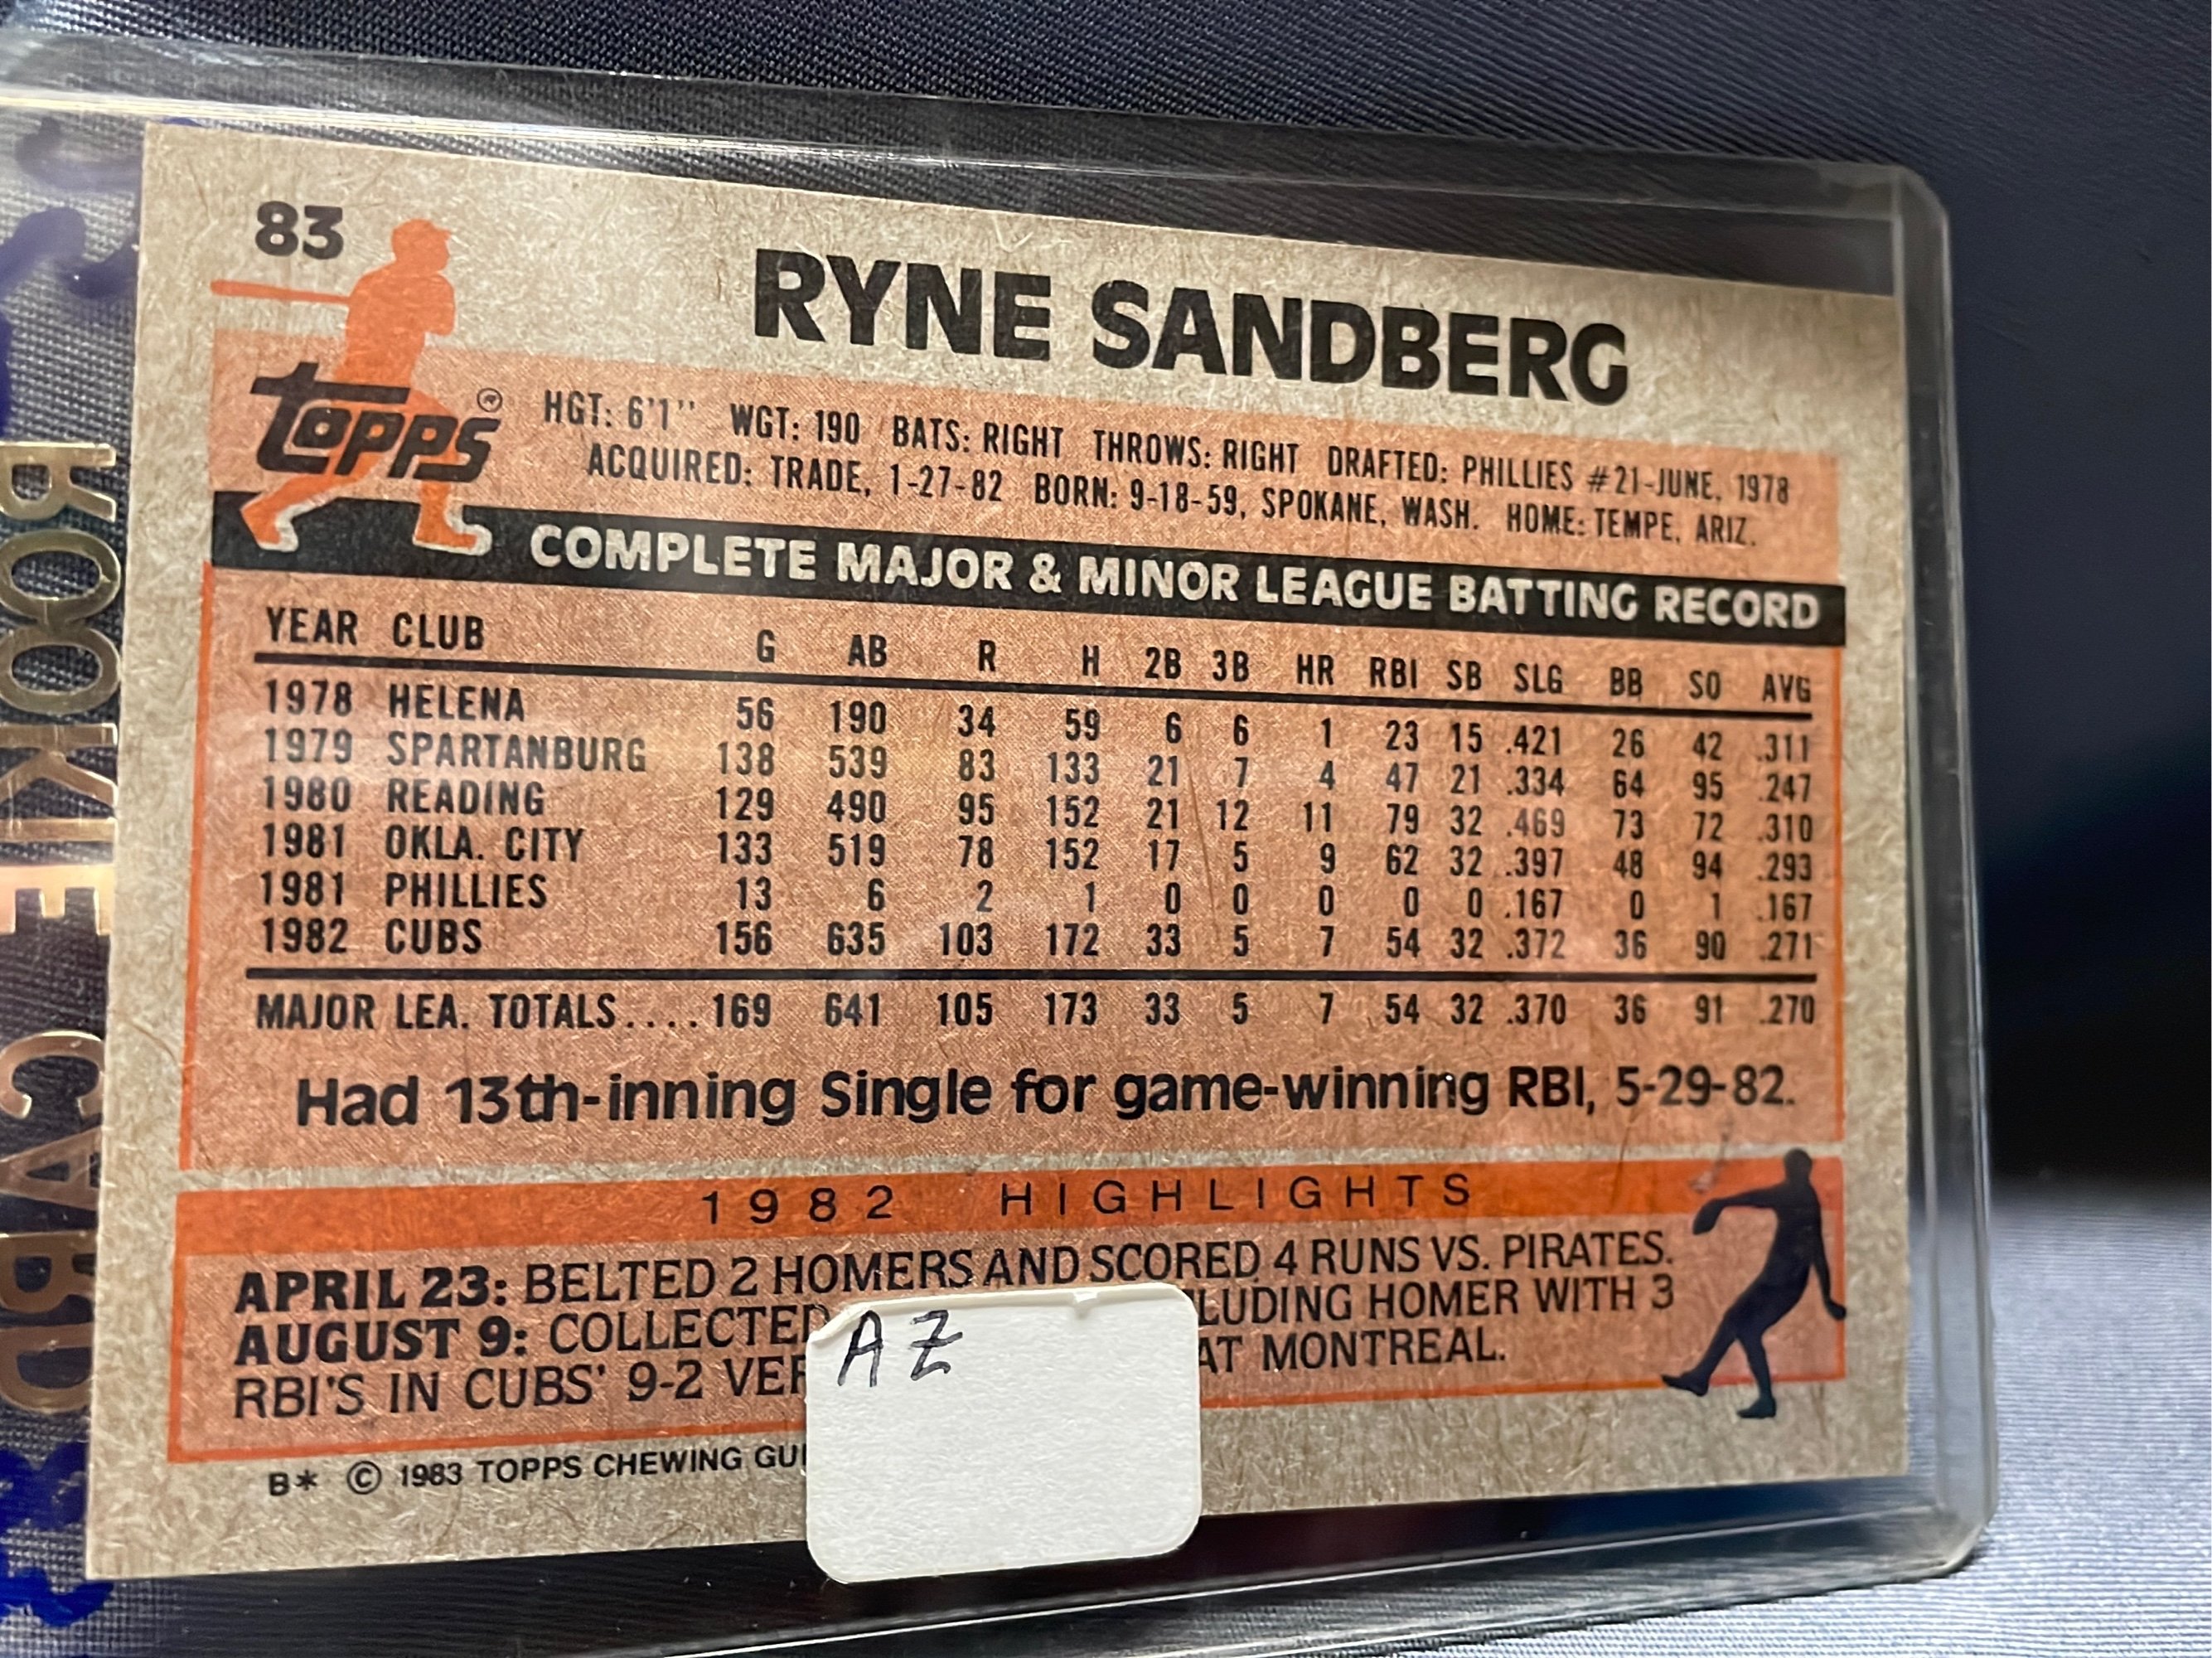 83
RYNE SANDBERG
TOPPS®
HGT: 6'1" WGT: 190 BATS: RIGHT THROWS: RIGHT DRAFTED: PHILLIES #21-JUNE, 1978
ACQUIRED: TRADE, 1-27-82 BORN: 9-18-59, SPOKANE, WASH. HOME: TEMPE, ARIZ.
COMPLETE MAJOR & MINOR LEAGUE BATTING RECORD
YEAR CLUB G AB R H 2B 3B HR RBI SB SLG BB SO AVG
1978 HELENA 56 190 34 59 6 6 1 23 15 .421 26 42 .311
1979 SPARTANBURG 138 539 83 133 21 7 4 47 21 .334 64 95 .247
1980 READING 129 490 95 152 21 12 11 79 32 .469 73 72 .310
1981 OKLA. CITY 133 519 78 152 17 5 9 62 32 .397 48 94 .293
1981 PHILLIES 13 6 2 1 0 0 0 0 0 .167 0 1 .167
1982 CUBS 156 635 103 172 33 5 7 54 32 .372 36 90 .271
MAJOR LEA. TOTALS.... 169 641 105 173 33 5 7 54 32 .370 36 91 .270
Had 13th-inning Single for game-winning RBI, 5-29-82.
1982 HIGHLIGHTS
APRIL 23: BELTED 2 HOMERS AND SCORED 4 RUNS VS. PIRATES.
AUGUST 9: COLLECTED LUDING HOMER WITH 3
RBI'S IN CUBS' 9-2 VER AT MONTREAL.
B* © 1983 TOPPS CHEWING GU
AZ
ROOKIE CARD